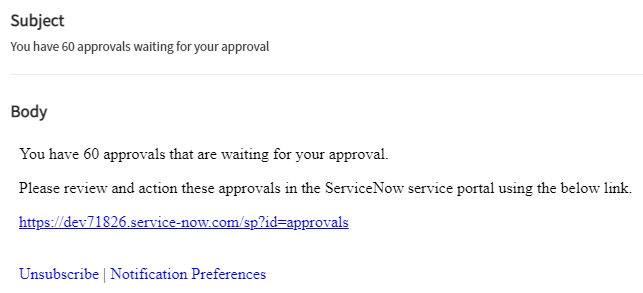 Subject
You have 60 approvals waiting for your approval
Body
You have 60 approvals that are waiting for your approval.
Please review and action these approvals in the ServiceNow service portal using the below link.
https://dev71826.service-now.com/sp?id=approvals
Unsubscribe | Notification Preferences